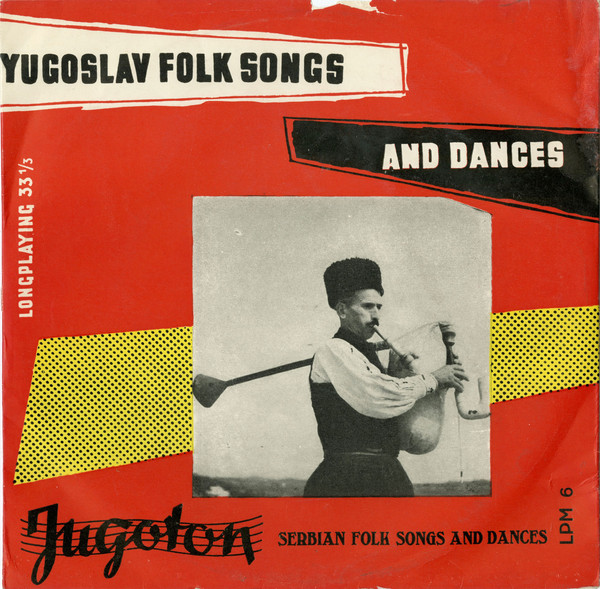 YUGOSLAV FOLK SONGS
AND DANCES
LONGPLAYING 33 1/3
Jugoton
SERBIAN FOLK SONGS AND DANCES
LPM 6